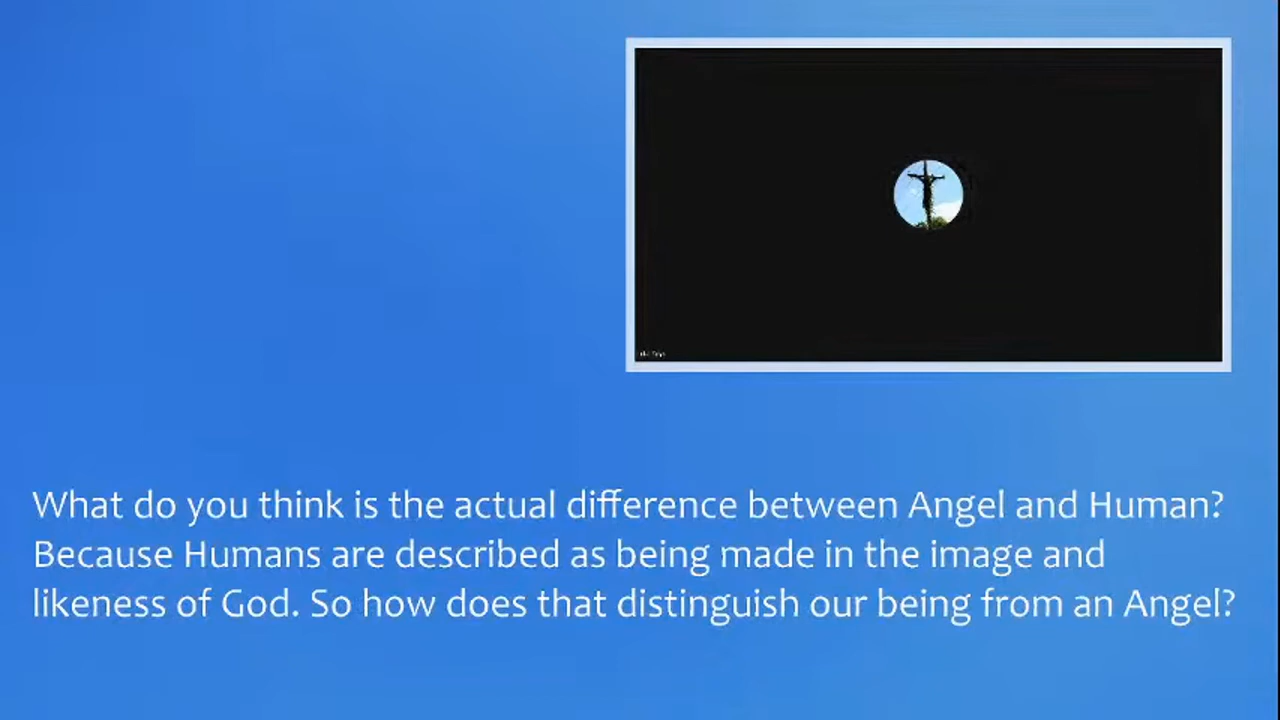 What do you think is the actual difference between Angel and Human?
Because Humans are described as being made in the image and
likeness of God. So how does that distinguish our being from an Angel?